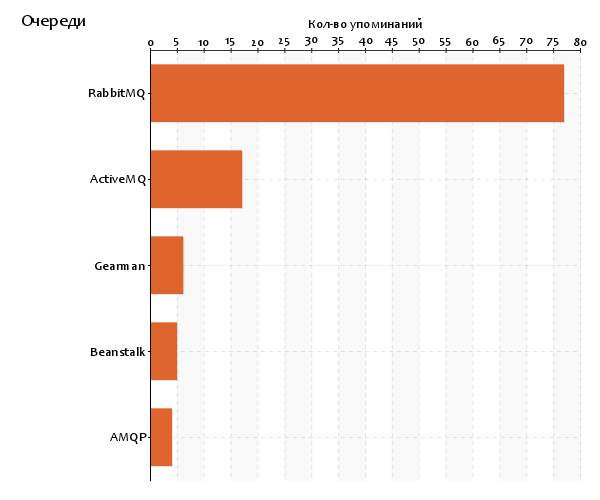 Очереди
Кол-во упоминаний
0 5 10 15 20 25 30 35 40 45 50 55 60 65 70 75 80
RabbitMQ
ActiveMQ
Gearman
Beanstalk
AMQP